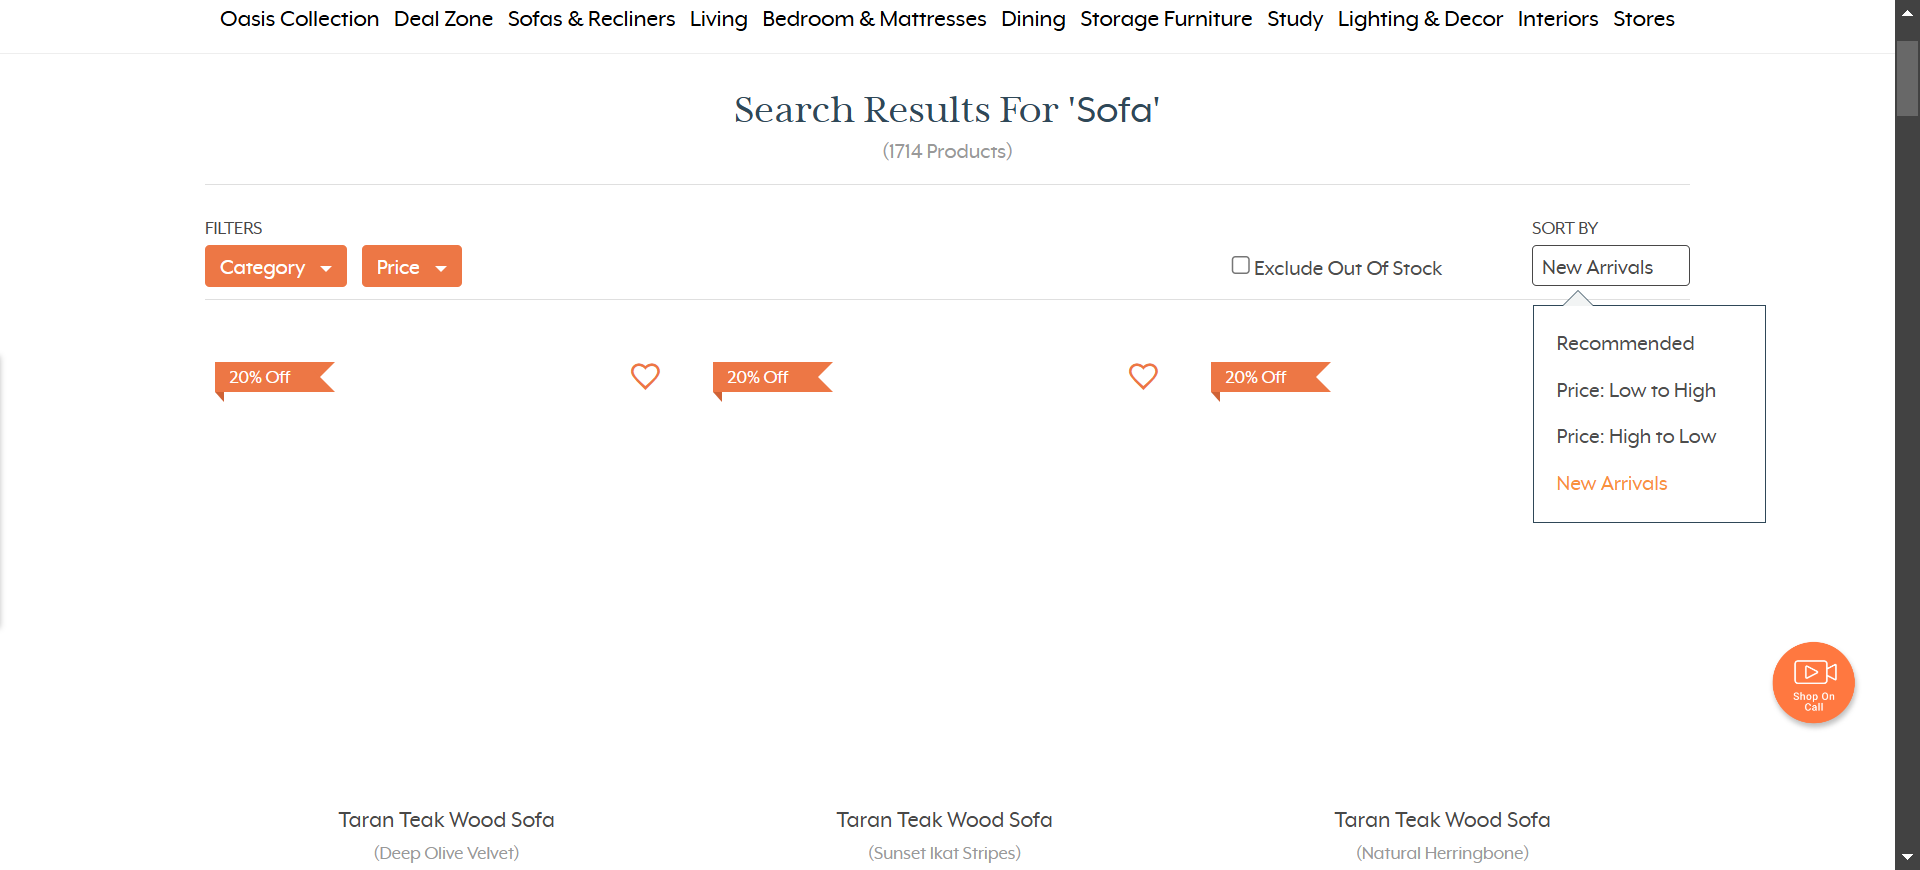 Oasis Collection Deal Zone Sofas & Recliners Living Bedroom & Mattresses Dining Storage Furniture Study Lighting & Decor Interiors Stores
Search Results For 'Sofa'
(1714 Products)
FILTERS
Category
Price
Exclude Out Of Stock
SORT BY
New Arrivals
Recommended
Price: Low to High
Price: High to Low
New Arrivals
20% Off
20% Off
20% Off
Shop On
Call
Taran Teak Wood Sofa
(Deep Olive Velvet)
Taran Teak Wood Sofa
(Sunset Ikat Stripes)
Taran Teak Wood Sofa
(Natural Herringbone)